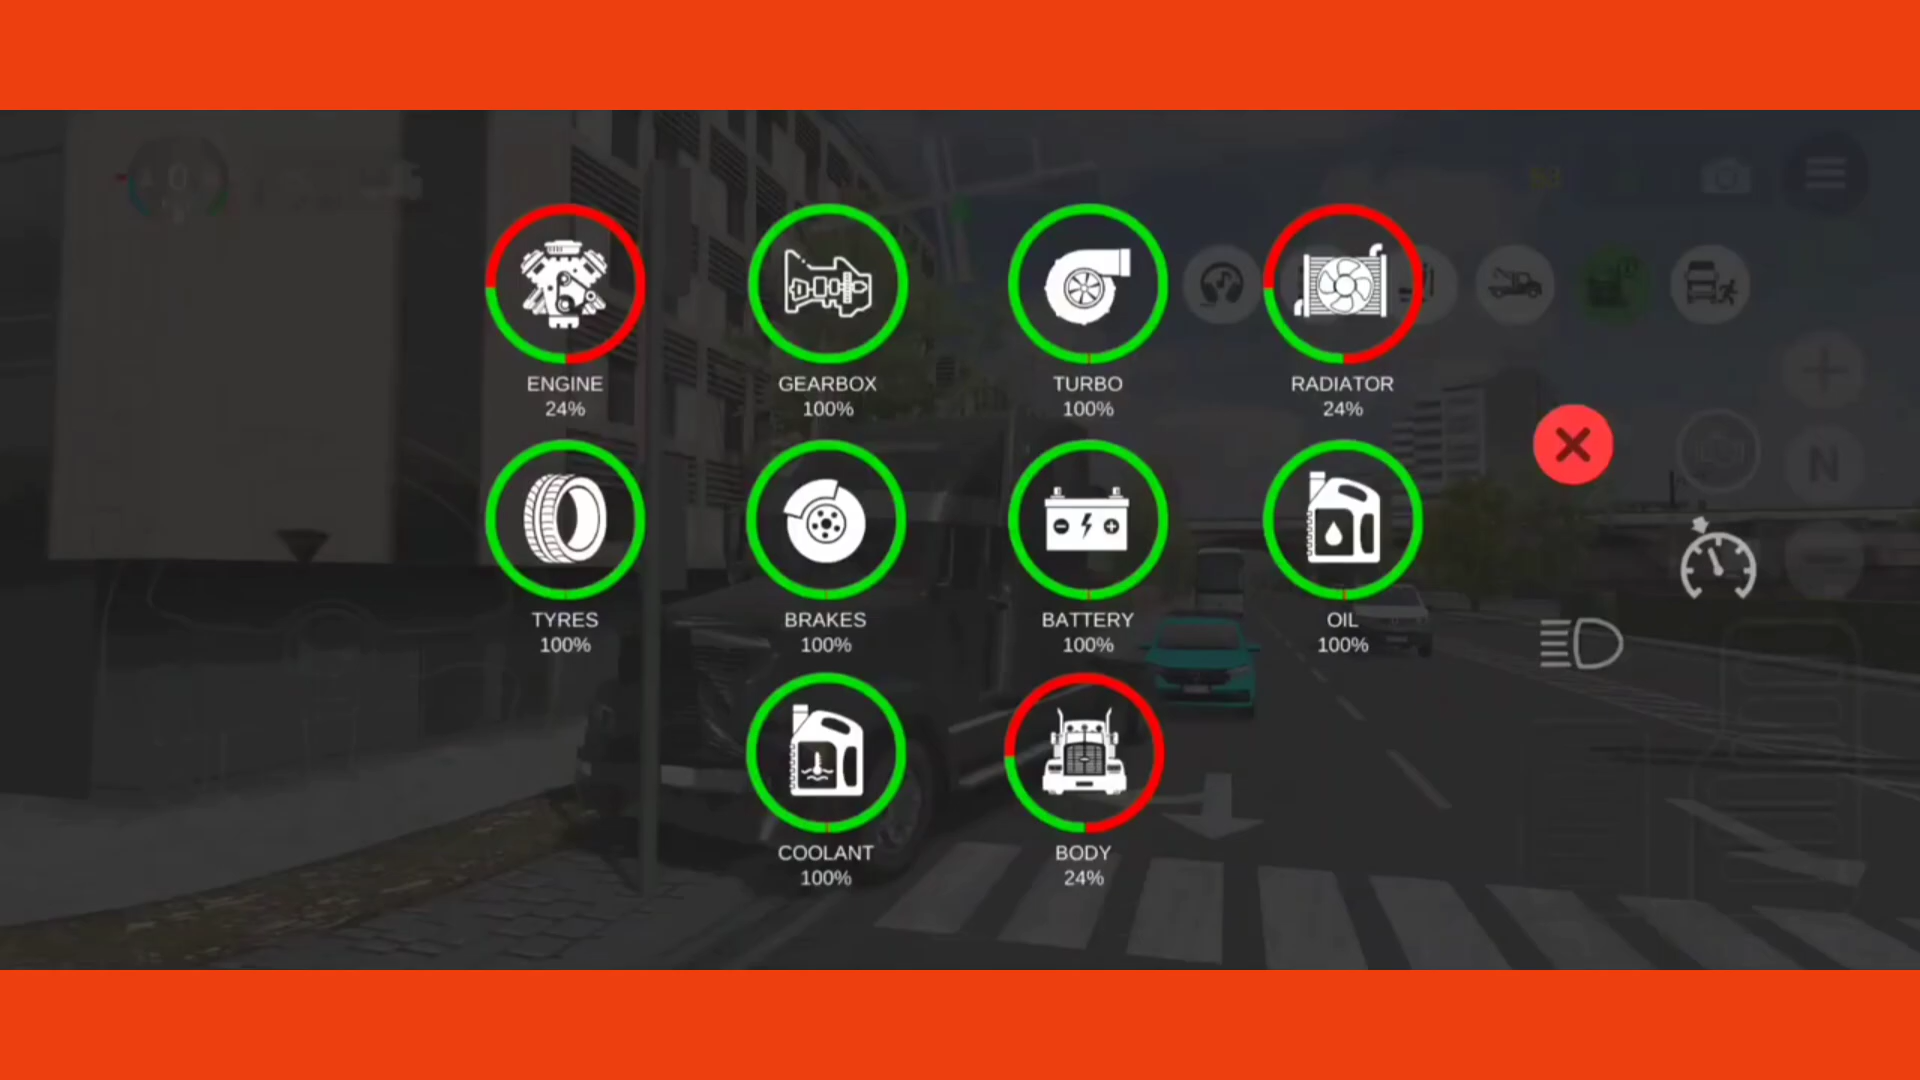 ENGINE
24%
GEARBOX
100%
TURBO
100%
RADIATOR
24%
TYRES
100%
BRAKES
100%
BATTERY
100%
OIL
100%
COOLANT
100%
BODY
24%
N
0